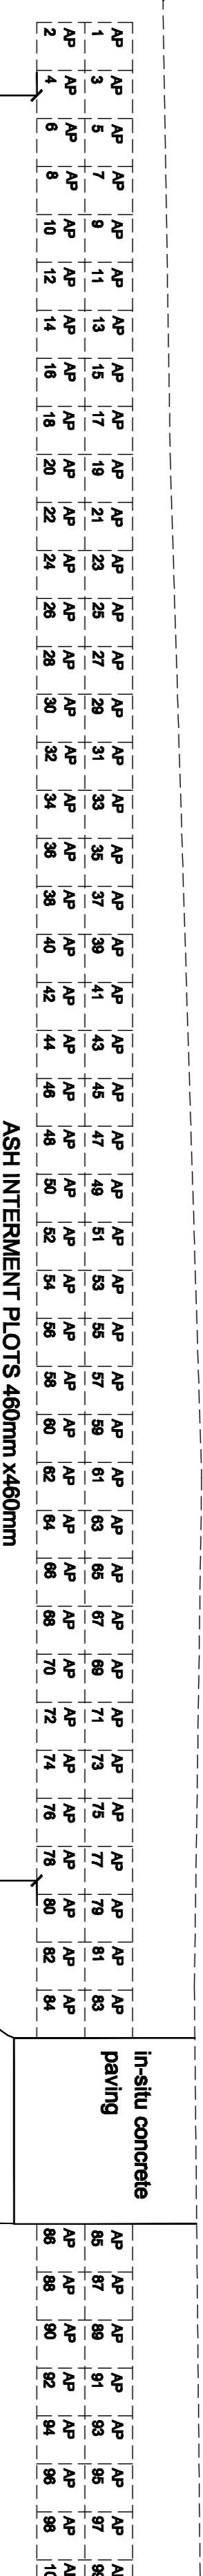 in-situ concrete
paving
AP AP AP AP AP AP AP AP AP AP AP AP AP AP AP AP AP AP AP AP AP AP AP AP AP AP AP AP AP AP AP AP AP AP AP AP AP AP AP AP AP AP AP AP AP AP AP AP AP AP
1 3 5 7 9 11 13 15 17 19 21 23 25 27 29 31 33 35 37 39 41 43 45 47 49 51 53 55 57 59 61 63 65 67 69 71 73 75 77 79 81 83 85 87 89 91 93 95 97
AP AP AP AP AP AP AP AP AP AP AP AP AP AP AP AP AP AP AP AP AP AP AP AP AP AP AP AP AP AP AP AP AP AP AP AP AP AP AP AP AP AP AP AP AP AP AP AP AP AP
2 4 6 8 10 12 14 16 18 20 22 24 26 28 30 32 34 36 38 40 42 44 46 48 50 52 54 56 58 60 62 64 66 68 70 72 74 76 78 80 82 84 86 88 90 92 94 96 98
ASH INTERMENT PLOTS 460mm x460mm